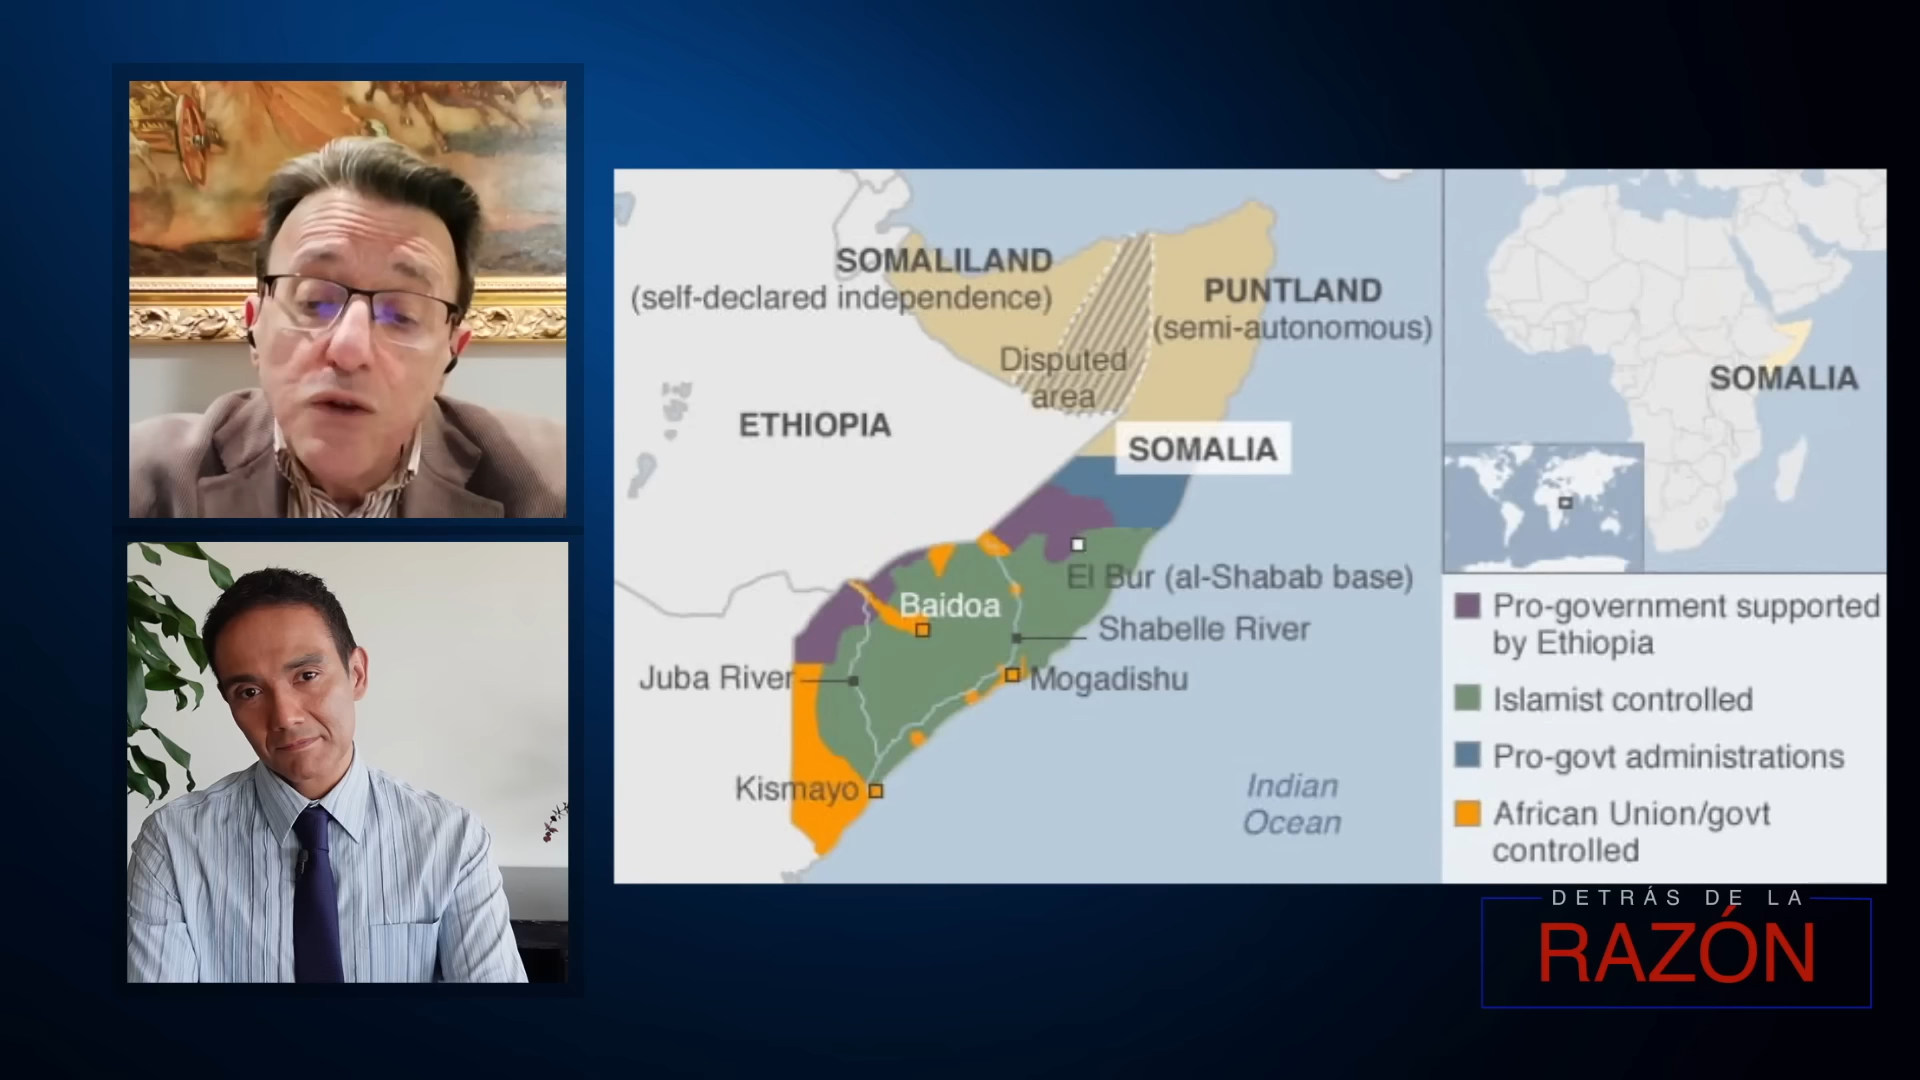 SOMALILAND
(self-declared independence)
PUNTLAND
(semi-autonomous)
Disputed
area
ETHIOPIA
SOMALIA
SOMALIA
El Bur (al-Shabab base)
Baidoa
Shabelle River
Juba River
Mogadishu
Kismayo
Indian
Ocean
Pro-government supported
by Ethiopia
Islamist controlled
Pro-govt administrations
African Union/govt
controlled
DETRÁS DE LA
RAZÓN